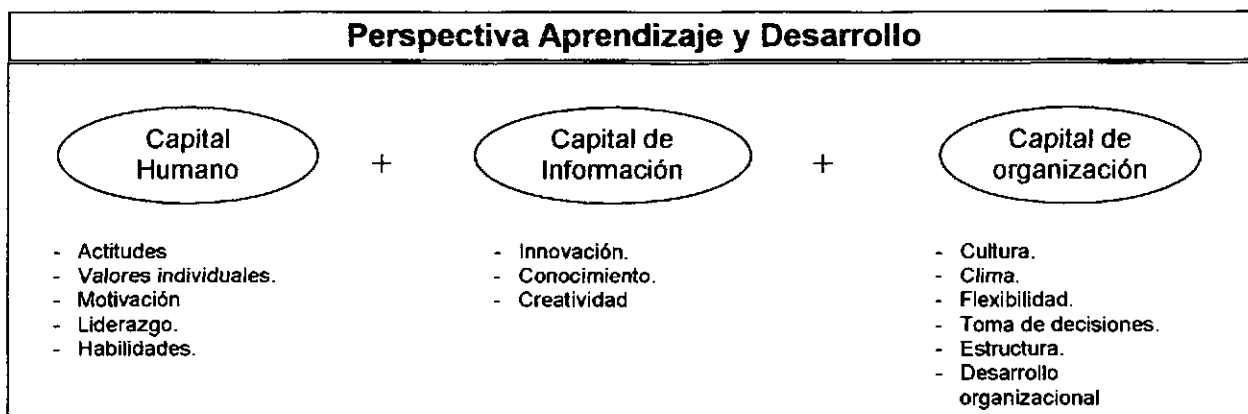 Perspectiva Aprendizaje y Desarrollo
Capital
Humano
+
Capital de
Información
+
Capital de
organización
- Actitudes
- Valores individuales.
- Motivación
- Liderazgo.
- Habilidades.
- Innovación.
- Conocimiento.
- Creatividad
- Cultura.
- Clima.
- Flexibilidad.
- Toma de decisiones.
- Estructura.
- Desarrollo
organizacional